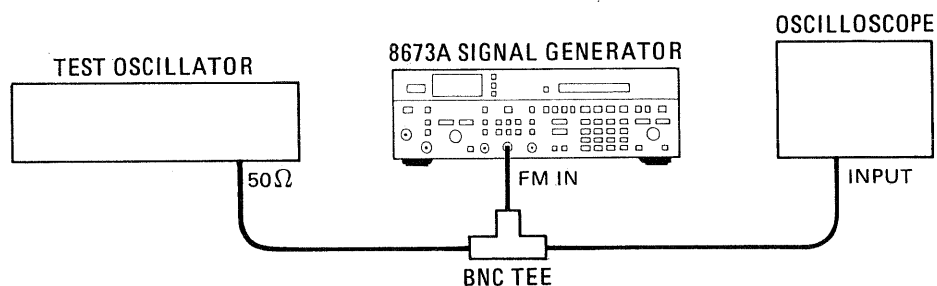 OSCILLOSCOPE
TEST OSCILLATOR
8673A SIGNAL GENERATOR
50Ω
FM IN
INPUT
BNC TEE